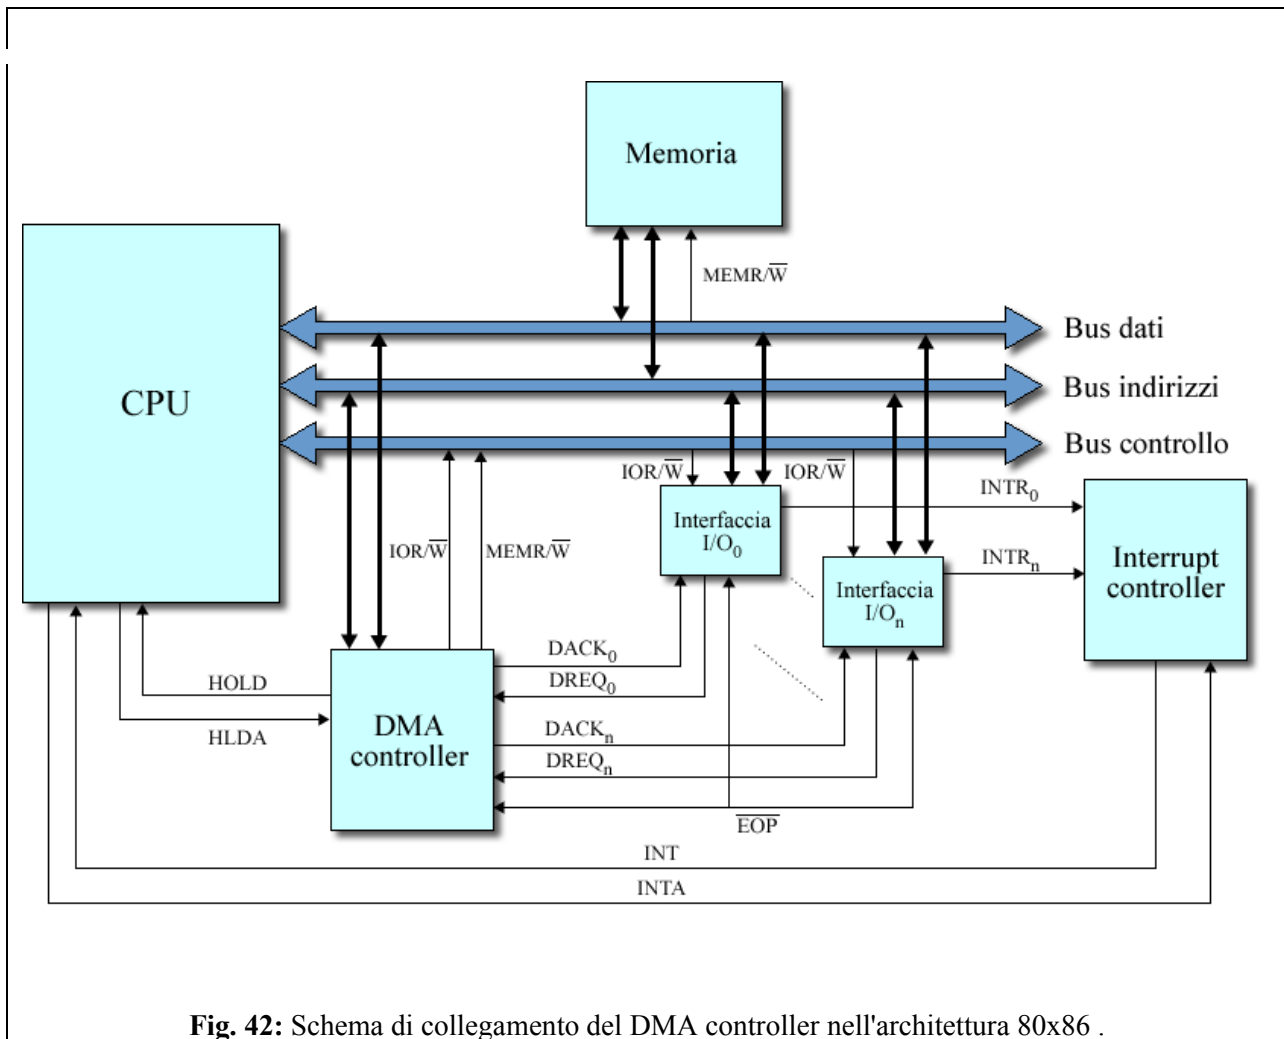 Memoria
MEMR/W̅
CPU
Bus dati
Bus indirizzi
Bus controllo
IOR/W̅
IOR/W̅
INTR0
Interfaccia
I/O0
IOR/W̅
MEMR/W̅
INTRn
Interfaccia
I/On
Interrupt
controller
DACK0
DREQ0
HOLD
HLDA
DMA
controller
DACKn
DREQn
E̅O̅P̅
INT
INTA
Fig. 42: Schema di collegamento del DMA controller nell'architettura 80x86 .